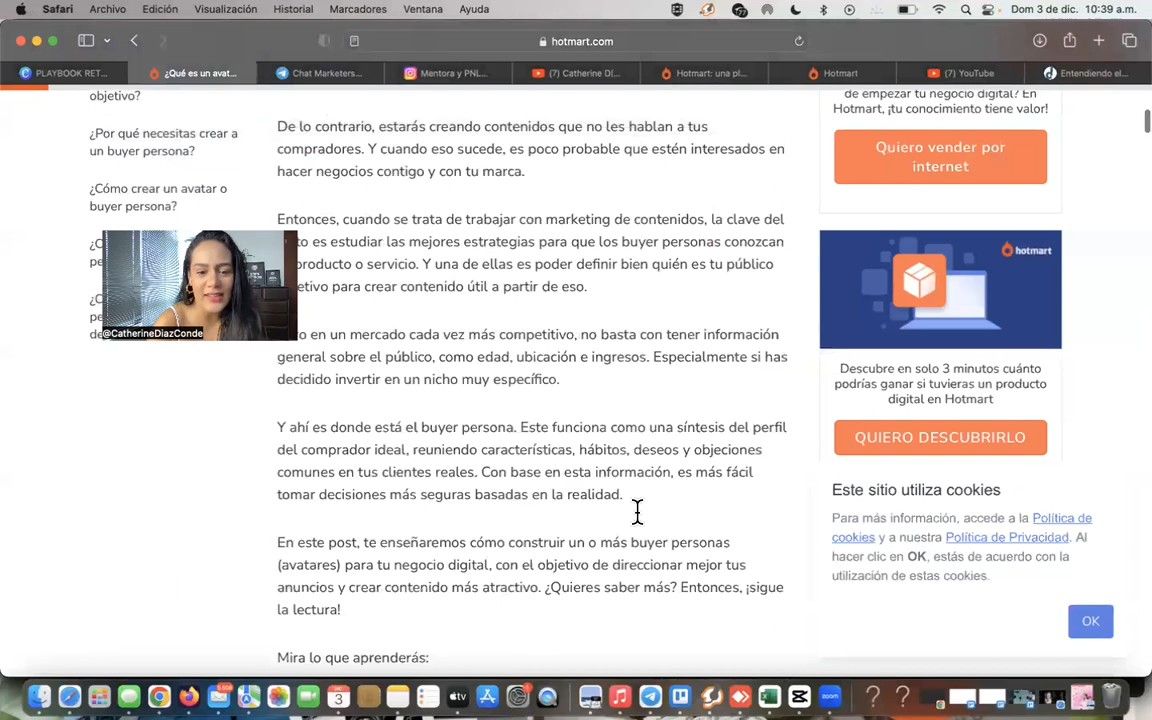 Safari Archivo Edición Visualización Historial Marcadores Ventana Ayuda
Dom 3 de dic. 10:39 a.m.
hotmart.com
PLAYBOOK RET...
¿Qué es un avat...
Chat Marketers...
Mentora y PNL...
(7) Catherine Dí...
Hotmart: una pl...
Hotmart
(7) YouTube
Entendiendo el...
objetivo?
¿Por qué necesitas crear a
un buyer persona?
¿Cómo crear un avatar o
buyer persona?
@CatherineDiazConde
De lo contrario, estarás creando contenidos que no les hablan a tus
compradores. Y cuando eso sucede, es poco probable que estén interesados en
hacer negocios contigo y con tu marca.
Entonces, cuando se trata de trabajar con marketing de contenidos, la clave del
to es estudiar las mejores estrategias para que los buyer personas conozcan
producto o servicio. Y una de ellas es poder definir bien quién es tu público
etivo para crear contenido útil a partir de eso.
o en un mercado cada vez más competitivo, no basta con tener información
general sobre el público, como edad, ubicación e ingresos. Especialmente si has
decidido invertir en un nicho muy específico.
Y ahí es donde está el buyer persona. Este funciona como una síntesis del perfil
del comprador ideal, reuniendo características, hábitos, deseos y objeciones
comunes en tus clientes reales. Con base en esta información, es más fácil
tomar decisiones más seguras basadas en la realidad.
En este post, te enseñaremos cómo construir un o más buyer personas
(avatares) para tu negocio digital, con el objetivo de direccionar mejor tus
anuncios y crear contenido más atractivo. ¿Quieres saber más? Entonces, ¡sigue
la lectura!
Mira lo que aprenderás:
de empezar tu negocio digital? En
Hotmart, ¡tu conocimiento tiene valor!
Quiero vender por
internet
hotmart
Descubre en solo 3 minutos cuánto
podrías ganar si tuvieras un producto
digital en Hotmart
QUIERO DESCUBRIRLO
Este sitio utiliza cookies
Para más información, accede a la Política de
cookies y a nuestra Política de Privacidad. Al
hacer clic en OK, estás de acuerdo con la
utilización de estas cookies.
OK